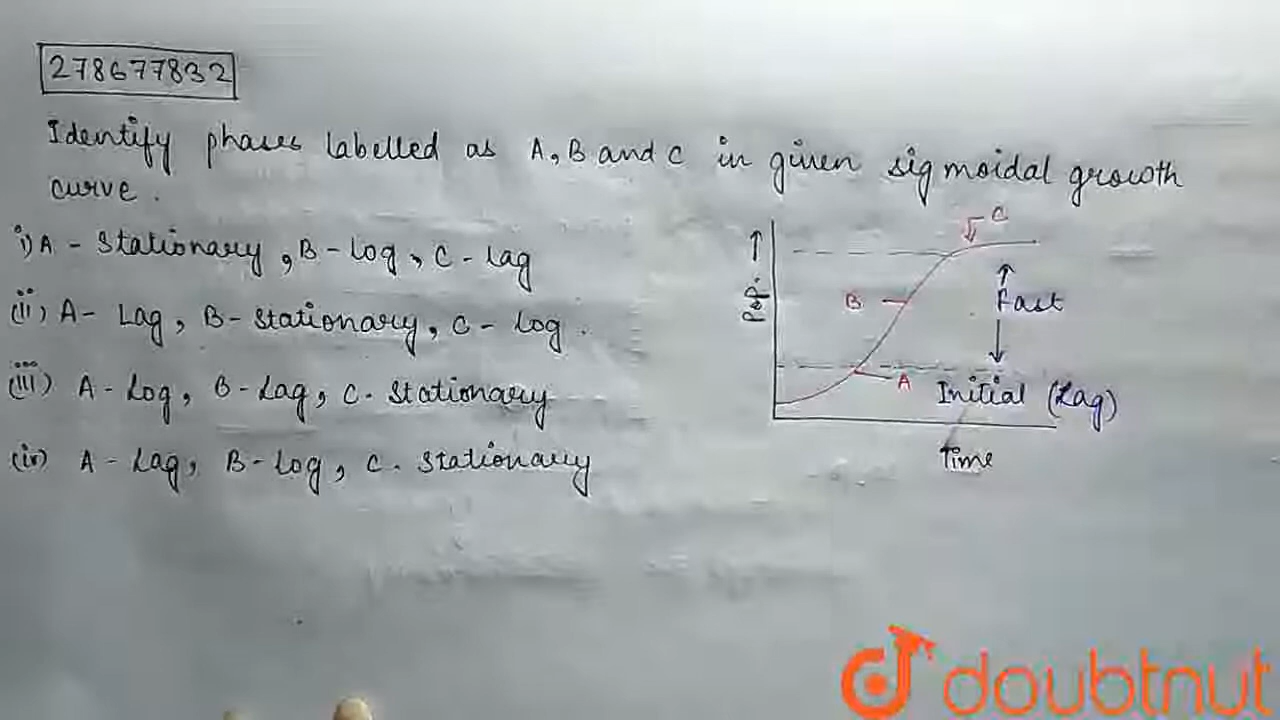 278677832
Identify phases labelled as A, B and C in given sigmoidal growth
curve.
i) A - Stationary, B - log, C - lag
(ii) A - Lag, B - Stationary, C - log.
(iii) A - Log, B - Lag, C. Stationary
(iv) A - Lag, B - Log, C. Stationary
C
Pop.
B
Fast
A
Initial (Lag)
Time
doubtnut